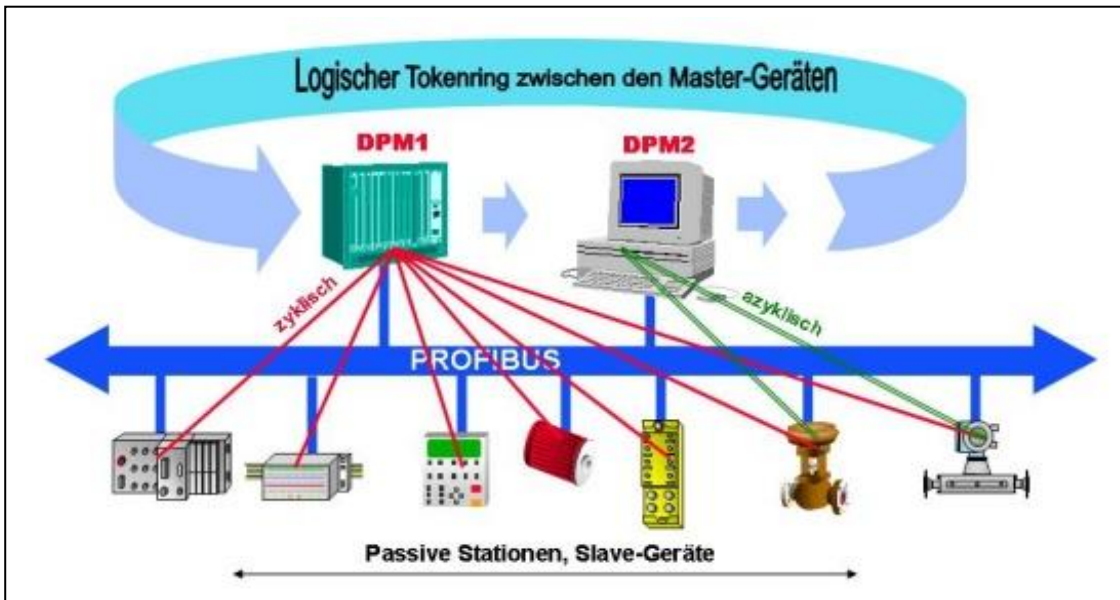 Logischer Tokenring zwischen den Master-Geräten
DPM1
DPM2
zyklisch
azyklisch
PROFIBUS
Passive Stationen, Slave-Geräte